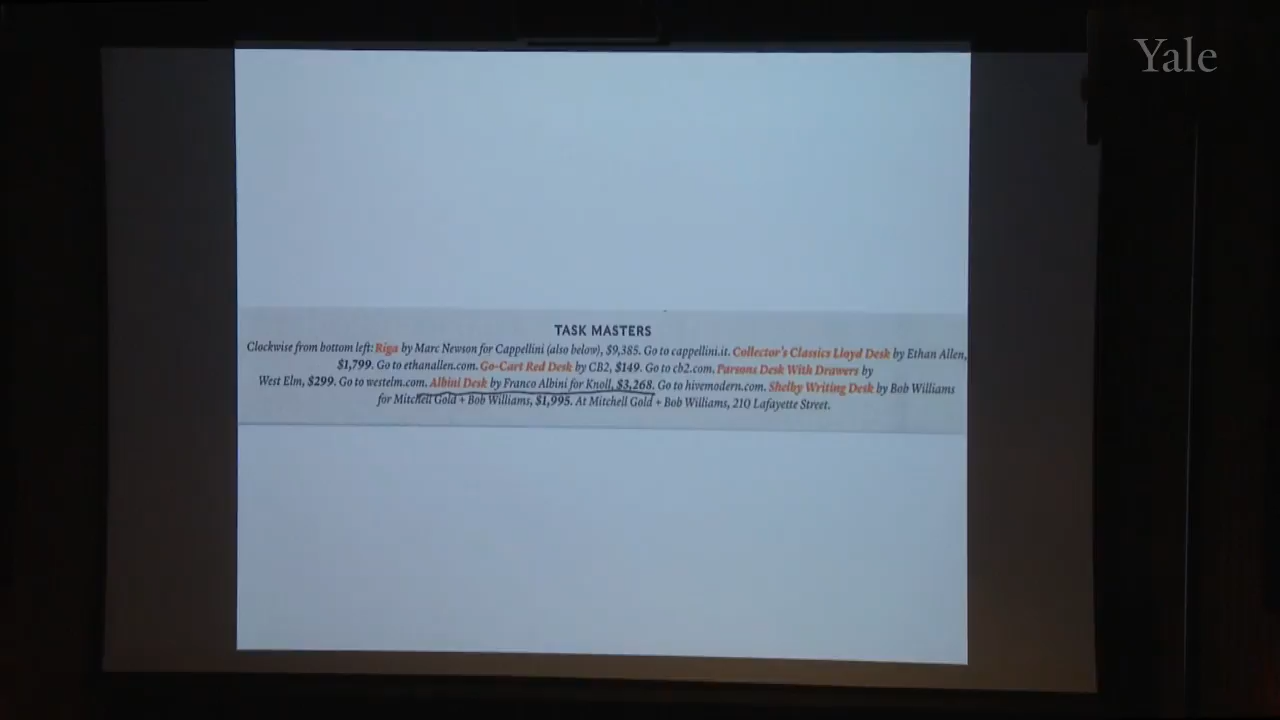 Yale
TASK MASTERS
Clockwise from bottom left: Riga by Marc Newson for Cappellini (also below), $9,385. Go to cappellini.it. Collector's Classics Lloyd Desk by Ethan Allen,
$1,799. Go to ethanallen.com. Go-Cart Red Desk by CB2, $149. Go to cb2.com. Parsons Desk With Drawers by
West Elm, $299. Go to westelm.com. Albini Desk by Franco Albini for Knoll, $3,268. Go to hivemodern.com. Shelby Writing Desk by Bob Williams
for Mitchell Gold + Bob Williams, $1,995. At Mitchell Gold + Bob Williams, 210 Lafayette Street.